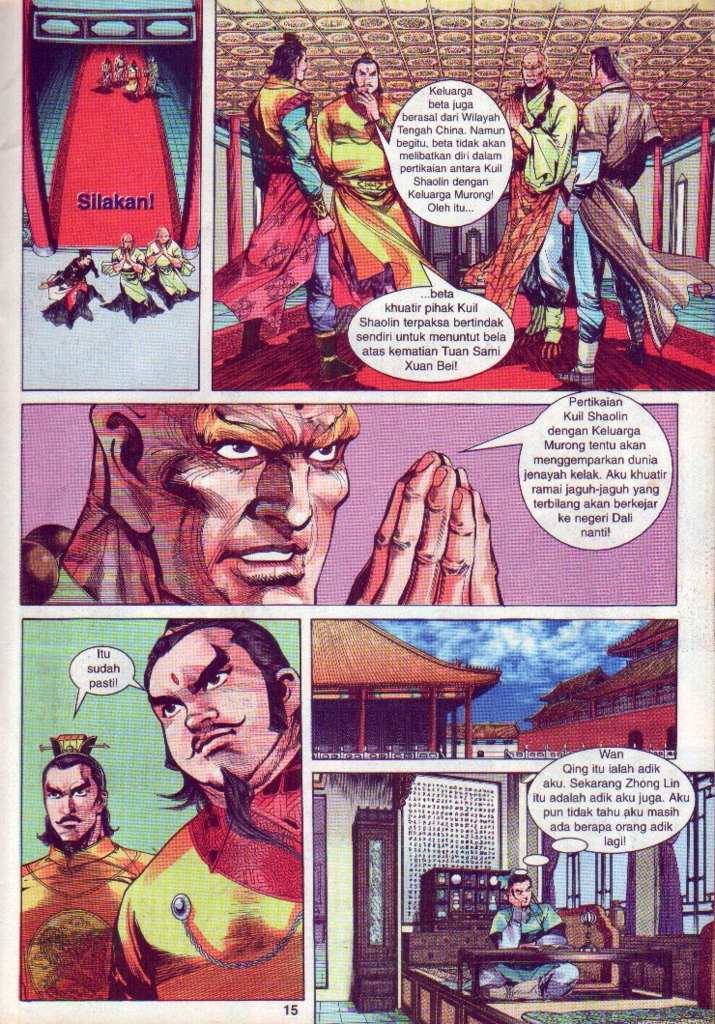 Silakan!
Keluarga
beta juga
berasal dari Wilayah
Tengah China. Namun
begitu, beta tidak akan
melibatkan diri dalam
pertikaian antara Kuil
Shaolin dengan
Keluarga Murong!
Oleh itu...
...beta
khuatir pihak Kuil
Shaolin terpaksa bertindak
sendiri untuk menuntut bela
atas kematian Tuan Sami
Xuan Bei!
Pertikaian
Kuil Shaolin
dengan Keluarga
Murong tentu akan
menggemparkan dunia
jenayah kelak. Aku khuatir
ramai jaguh-jaguh yang
terbilang akan berkejar
ke negeri Dali
nanti!
Itu
sudah
pasti!
Wan
Qing itu ialah adik
aku. Sekarang Zhong Lin
itu adalah adik aku juga. Aku
pun tidak tahu aku masih
ada berapa orang adik
lagi!
15